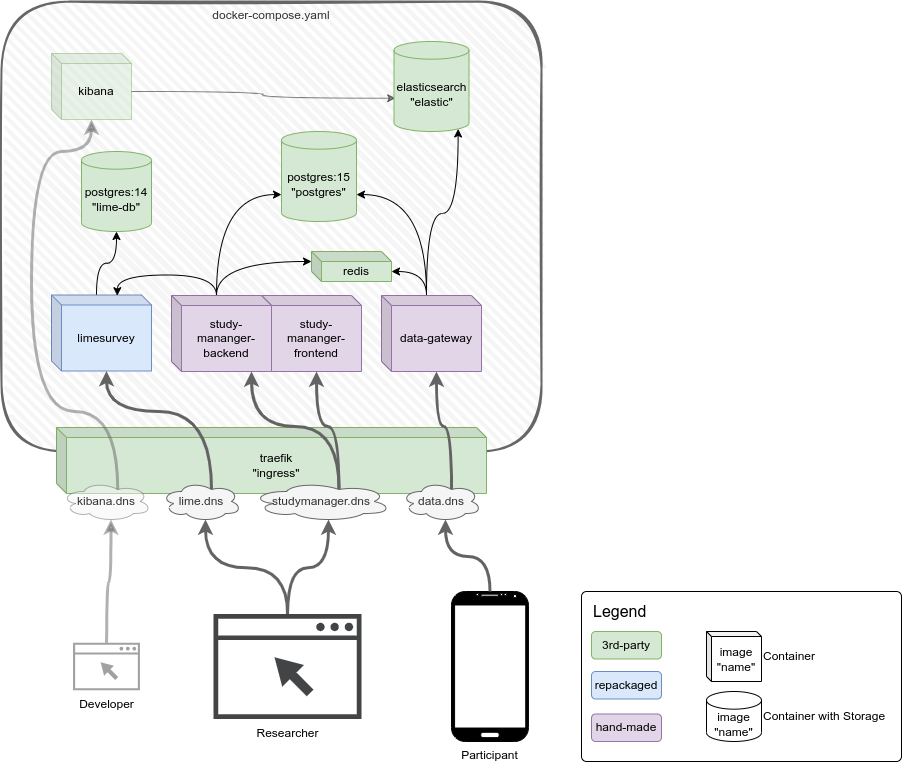 docker-compose.yaml
kibana
elasticsearch
"elastic"
postgres:14
"lime-db"
postgres:15
"postgres"
redis
limesurvey
study-
mananger-
backend
study-
mananger-
frontend
data-gateway
traefik
"ingress"
kibana.dns
lime.dns
studymanager.dns
data.dns
Developer
Researcher
Participant
Legend
3rd-party
repackaged
hand-made
image
"name"
Container
image
"name"
Container with Storage